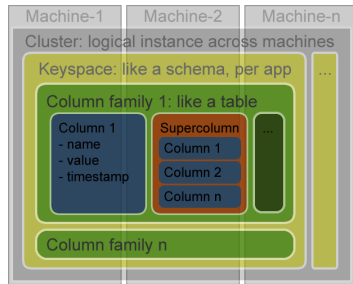 Machine-1 Machine-2 Machine-n
Cluster: logical instance across machines
Keyspace: like a schema, per app
...
Column family 1: like a table
Column 1
- name
- value
- timestamp
Supercolumn
Column 1
Column 2
Column n
...
Column family n